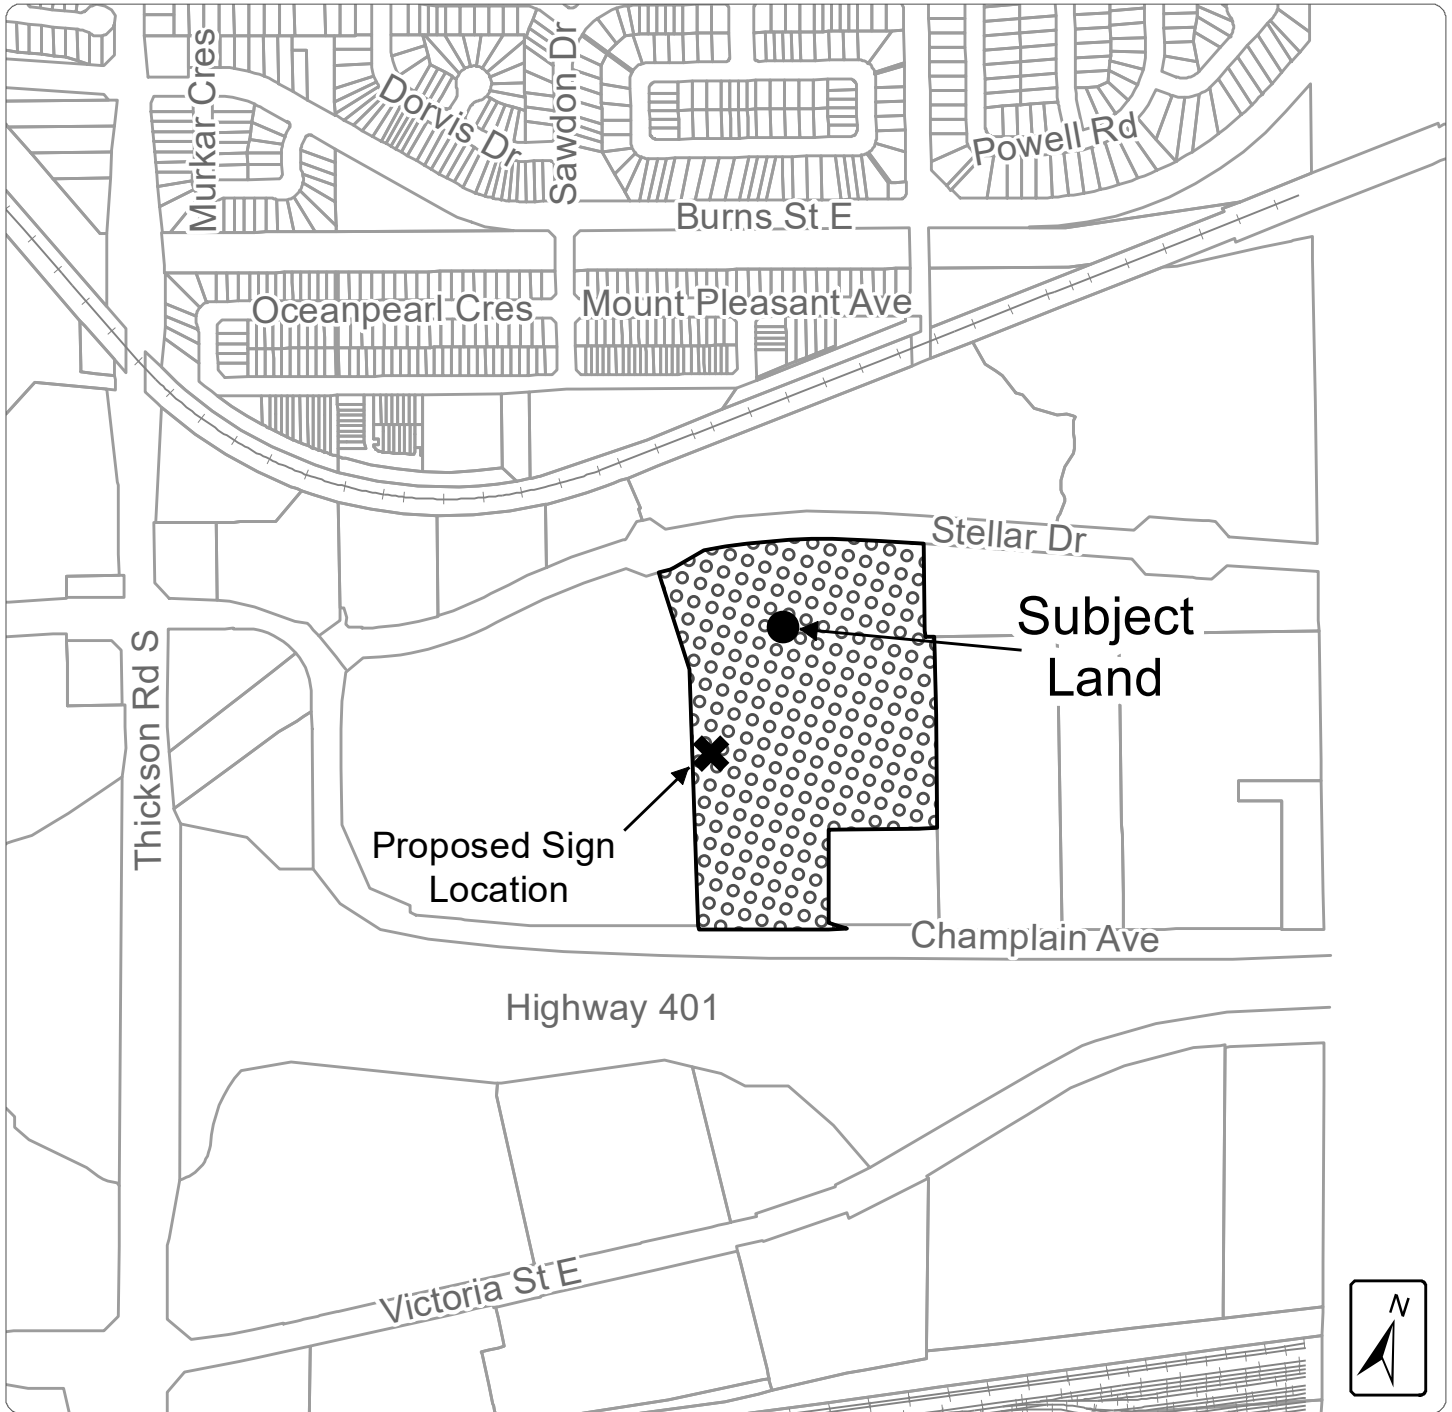 Murkar Cres
Dorvis Dr
Sawdon Dr
Powell Rd
Burns St E
Oceanpearl Cres
Mount Pleasant Ave
Stellar Dr
Subject
Land
Thickson Rd S
Proposed Sign
Location
Champlain Ave
Highway 401
Victoria St E
N